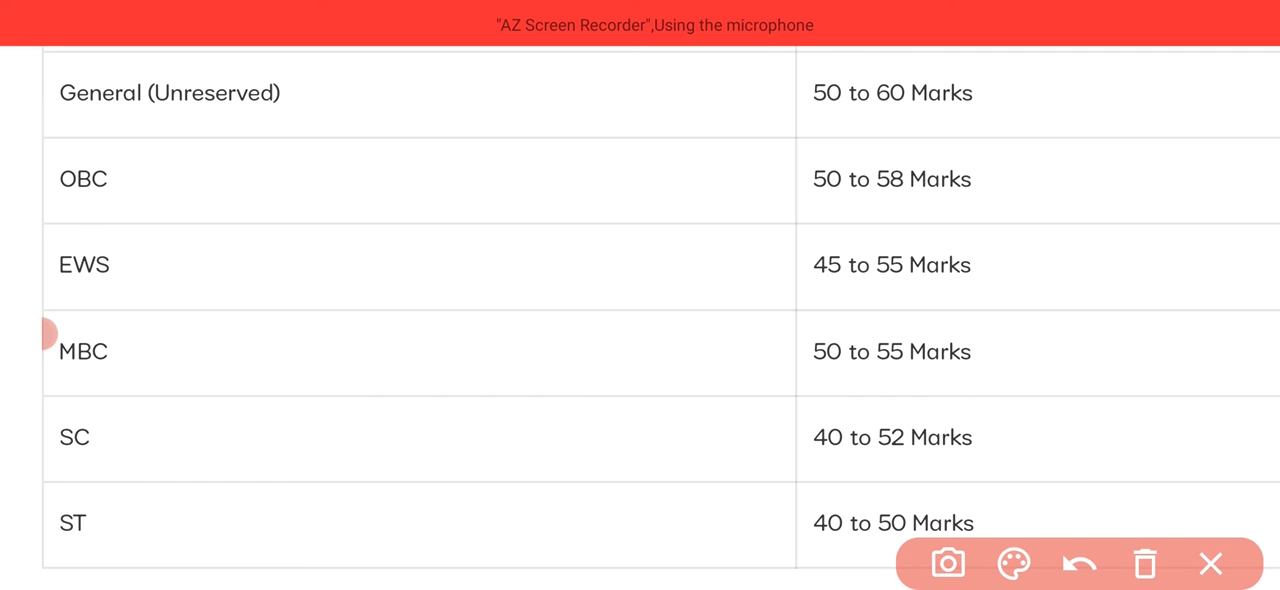 "AZ Screen Recorder",Using the microphone
General (Unreserved) 50 to 60 Marks
OBC 50 to 58 Marks
EWS 45 to 55 Marks
MBC 50 to 55 Marks
SC 40 to 52 Marks
ST 40 to 50 Marks